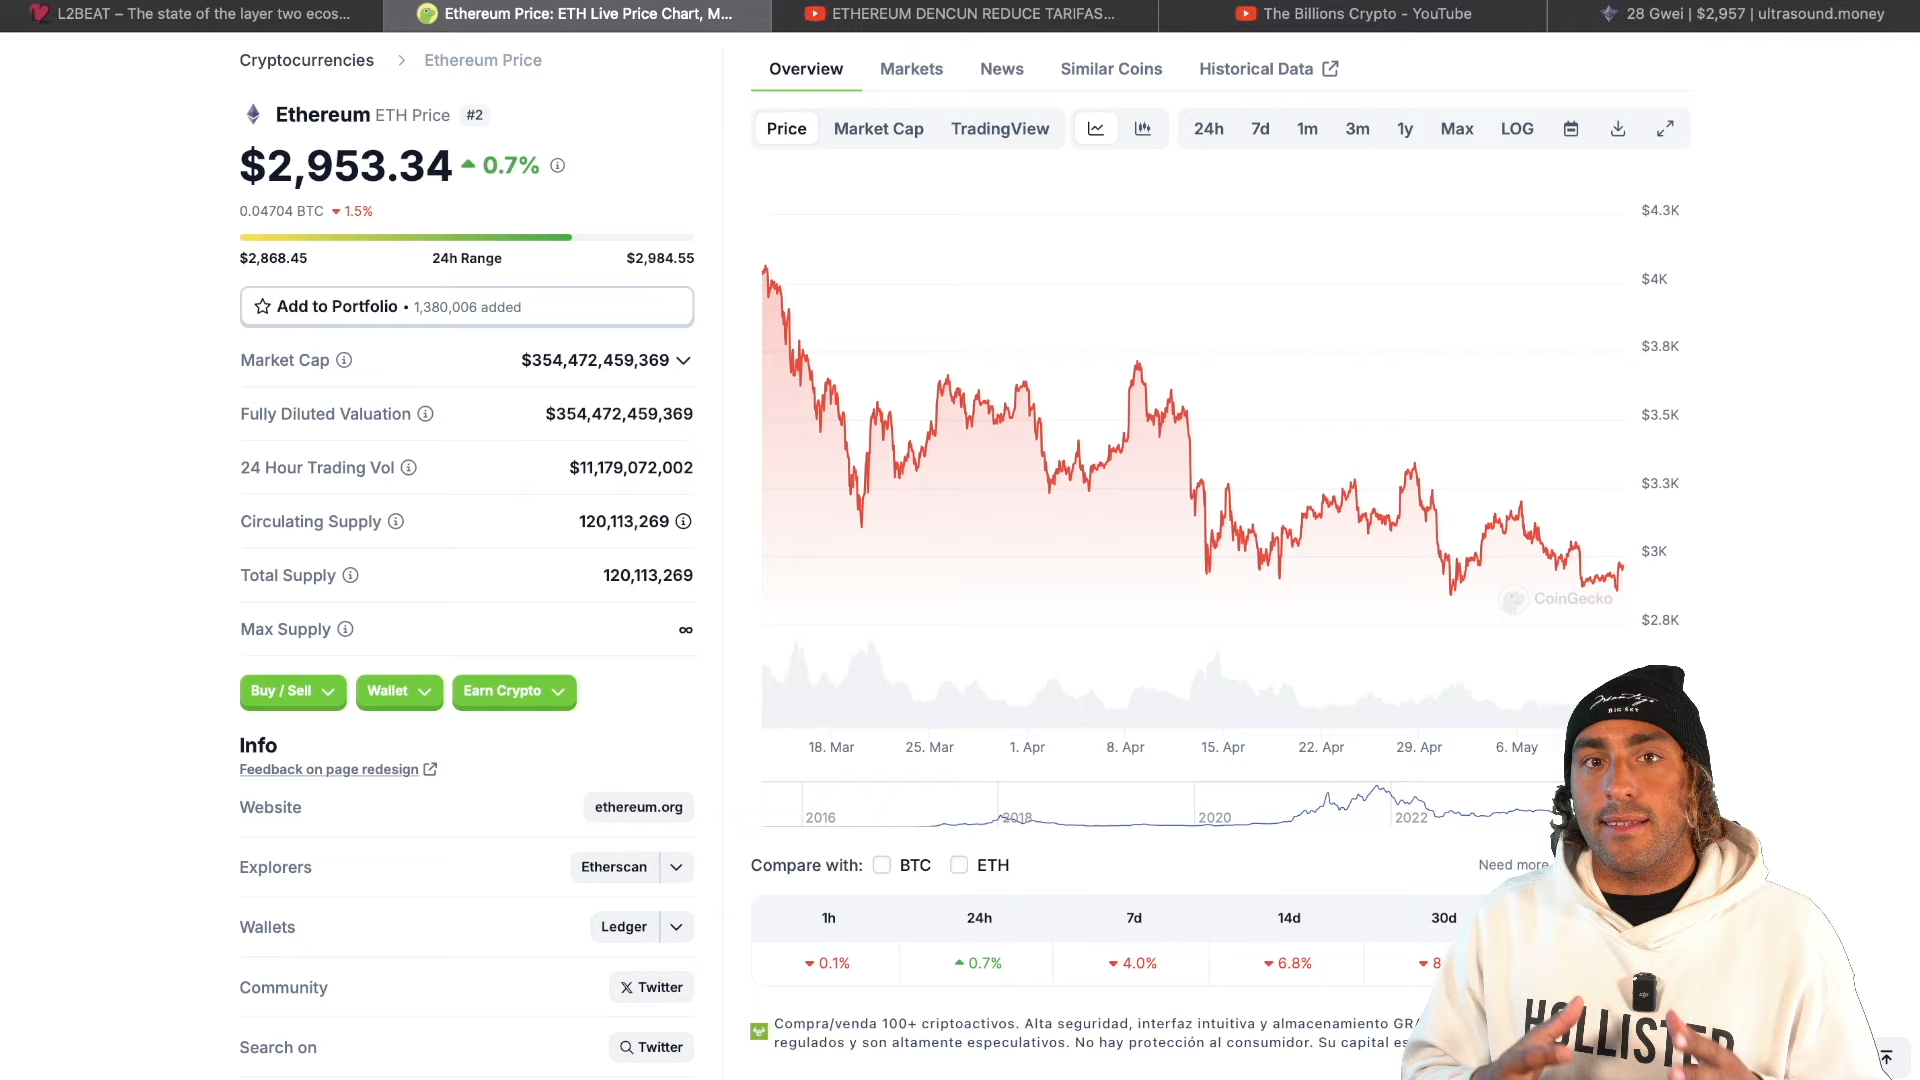 L2BEAT – The state of the layer two ecos...
Ethereum Price: ETH Live Price Chart, M...
ETHEREUM DENCUN REDUCE TARIFAS...
The Billions Crypto - YouTube
28 Gwei | $2,957 | ultrasound.money
Cryptocurrencies > Ethereum Price
Ethereum ETH Price #2
$2,953.34 0.7%
0.04704 BTC 1.5%
$2,868.45 24h Range $2,984.55
Add to Portfolio • 1,380,006 added
Market Cap $354,472,459,369
Fully Diluted Valuation $354,472,459,369
24 Hour Trading Vol $11,179,072,002
Circulating Supply 120,113,269
Total Supply 120,113,269
Max Supply ∞
Buy / Sell Wallet Earn Crypto
Info
Feedback on page redesign
Website ethereum.org
Explorers Etherscan
Wallets Ledger
Community Twitter
Search on Twitter
Overview Markets News Similar Coins Historical Data
Price Market Cap TradingView 24h 7d 1m 3m 1y Max LOG
$4.3K
$4K
$3.8K
$3.5K
$3.3K
$3K
$2.8K
CoinGecko
18. Mar 25. Mar 1. Apr 8. Apr 15. Apr 22. Apr 29. Apr 6. May
2016 2018 2020 2022
Compare with: BTC ETH Need more
1h 24h 7d 14d 30d
0.1% 0.7% 4.0% 6.8% 8
Compra/venda 100+ criptoactivos. Alta seguridad, interfaz intuitiva y almacenamiento GRA
regulados y son altamente especulativos. No hay protección al consumidor. Su capital es
BIG SKY
HOLLISTER